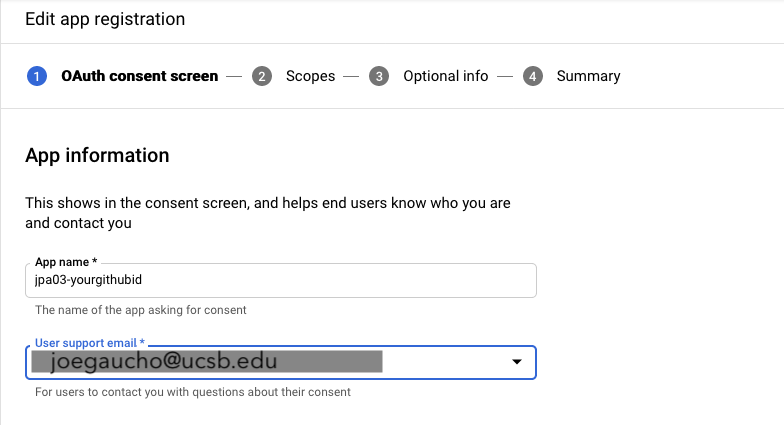 Edit app registration
1 OAuth consent screen — 2 Scopes — 3 Optional info — 4 Summary
App information
This shows in the consent screen, and helps end users know who you are
and contact you
App name *
jpa03-yourgithubid
The name of the app asking for consent
User support email *
joegaucho@ucsb.edu
For users to contact you with questions about their consent